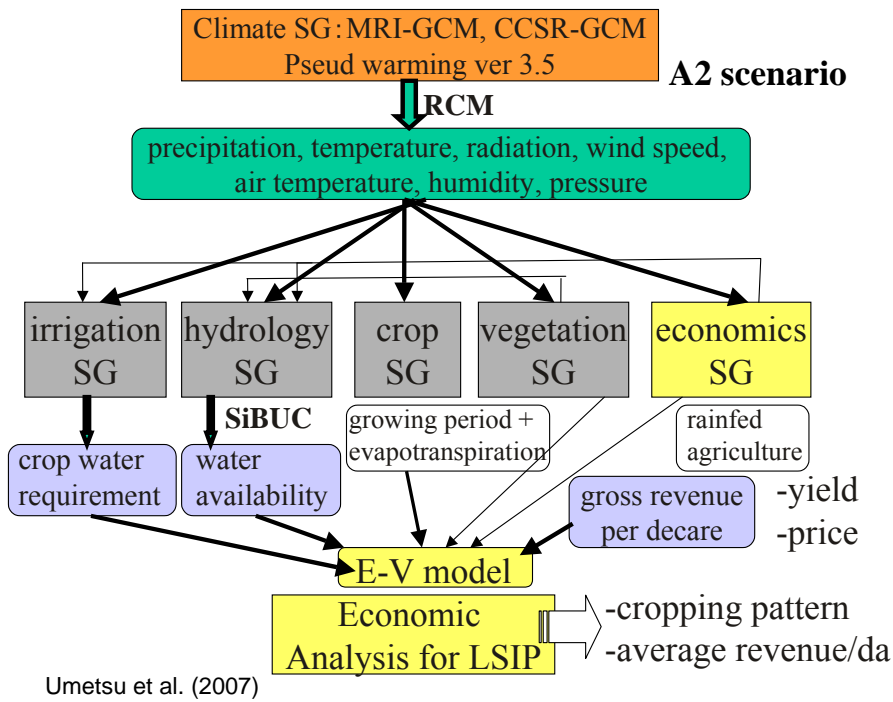 Climate SG：MRI-GCM, CCSR-GCM
Pseud warming ver 3.5
A2 scenario
RCM
precipitation, temperature, radiation, wind speed,
air temperature, humidity, pressure
irrigation
SG
hydrology
SG
crop
SG
vegetation
SG
economics
SG
SiBUC
growing period +
evapotranspiration
rainfed
agriculture
crop water
requirement
water
availability
gross revenue
per decare
-yield
-price
E-V model
Economic
Analysis for LSIP
-cropping pattern
-average revenue/da
Umetsu et al. (2007)